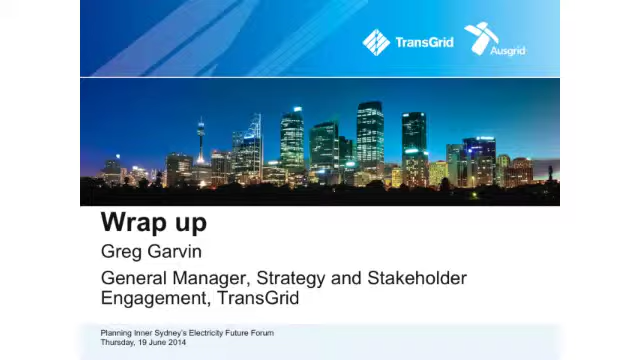 TransGrid
Ausgrid
Wrap up
Greg Garvin
General Manager, Strategy and Stakeholder
Engagement, TransGrid
Planning Inner Sydney's Electricity Future Forum
Thursday, 19 June 2014